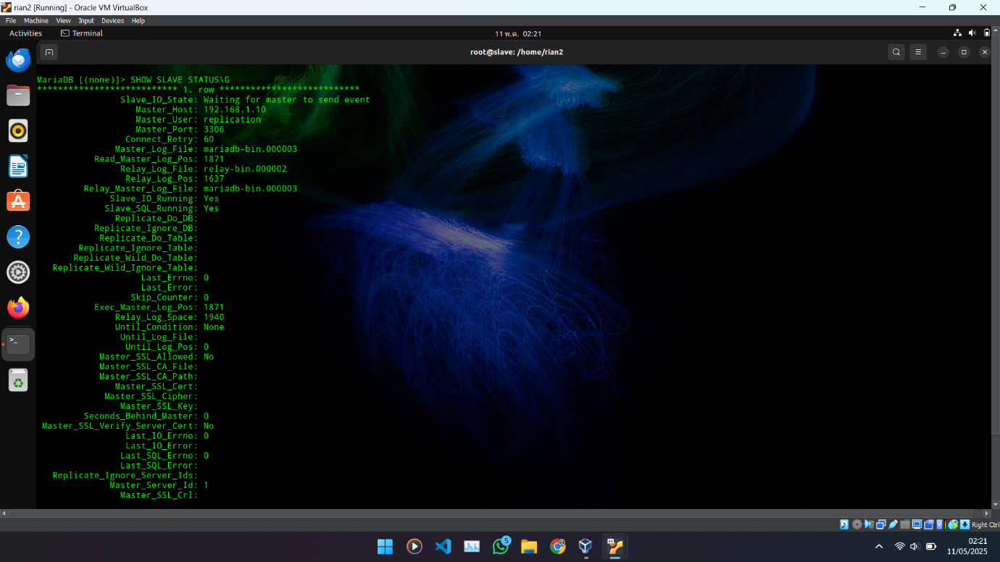 rian2 [Running] - Oracle VM VirtualBox
File Machine View Input Devices Help
Activities Terminal 11 พ.ค. 02:21
root@slave: /home/rian2
MariaDB [(none)]> SHOW SLAVE STATUS\G
*************************** 1. row ***************************
Slave_IO_State: Waiting for master to send event
Master_Host: 192.168.1.10
Master_User: replication
Master_Port: 3306
Connect_Retry: 60
Master_Log_File: mariadb-bin.000003
Read_Master_Log_Pos: 1871
Relay_Log_File: relay-bin.000002
Relay_Log_Pos: 1637
Relay_Master_Log_File: mariadb-bin.000003
Slave_IO_Running: Yes
Slave_SQL_Running: Yes
Replicate_Do_DB:
Replicate_Ignore_DB:
Replicate_Do_Table:
Replicate_Ignore_Table:
Replicate_Wild_Do_Table:
Replicate_Wild_Ignore_Table:
Last_Errno: 0
Last_Error:
Skip_Counter: 0
Exec_Master_Log_Pos: 1871
Relay_Log_Space: 1940
Until_Condition: None
Until_Log_File:
Until_Log_Pos: 0
Master_SSL_Allowed: No
Master_SSL_CA_File:
Master_SSL_CA_Path:
Master_SSL_Cert:
Master_SSL_Cipher:
Master_SSL_Key:
Seconds_Behind_Master: 0
Master_SSL_Verify_Server_Cert: No
Last_IO_Errno: 0
Last_IO_Error:
Last_SQL_Errno: 0
Last_SQL_Error:
Replicate_Ignore_Server_Ids:
Master_Server_Id: 1
Master_SSL_Crl:
Right Ctrl
5
02:21
11/05/2025